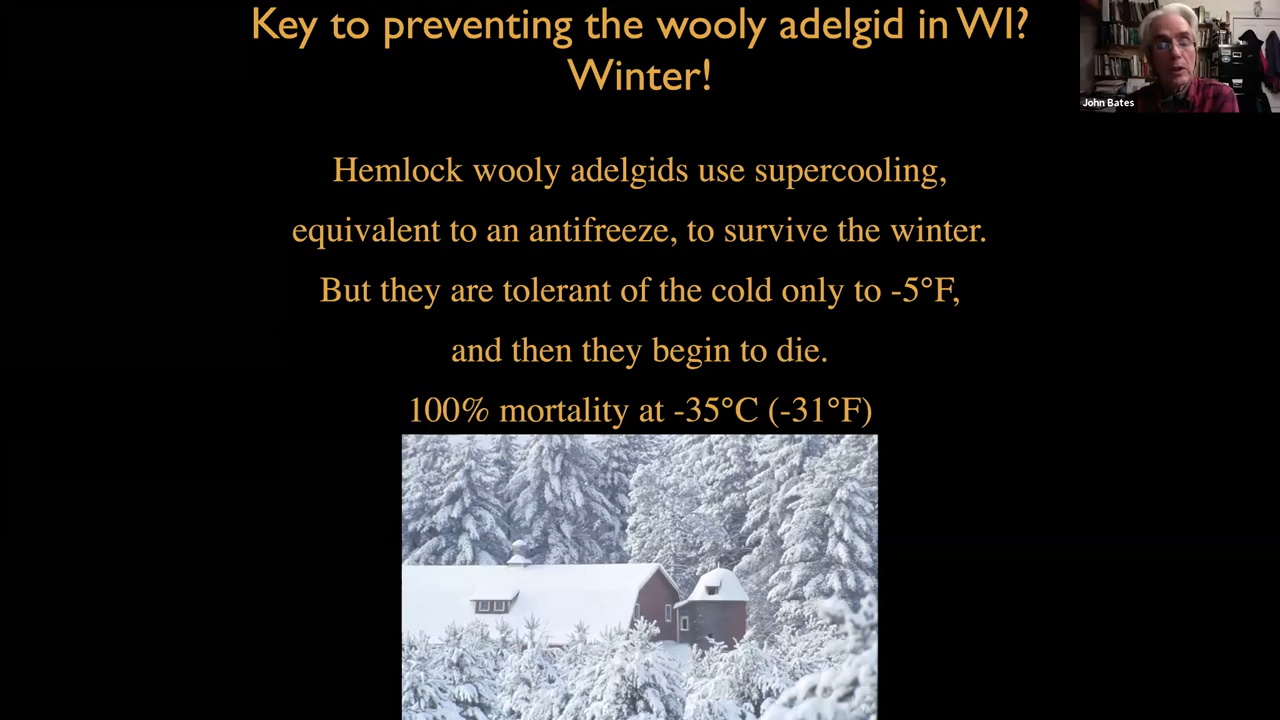 Key to preventing the wooly adelgid in WI?
Winter!
John Bates
Hemlock wooly adelgids use supercooling,
equivalent to an antifreeze, to survive the winter.
But they are tolerant of the cold only to -5°F,
and then they begin to die.
100% mortality at -35°C (-31°F)